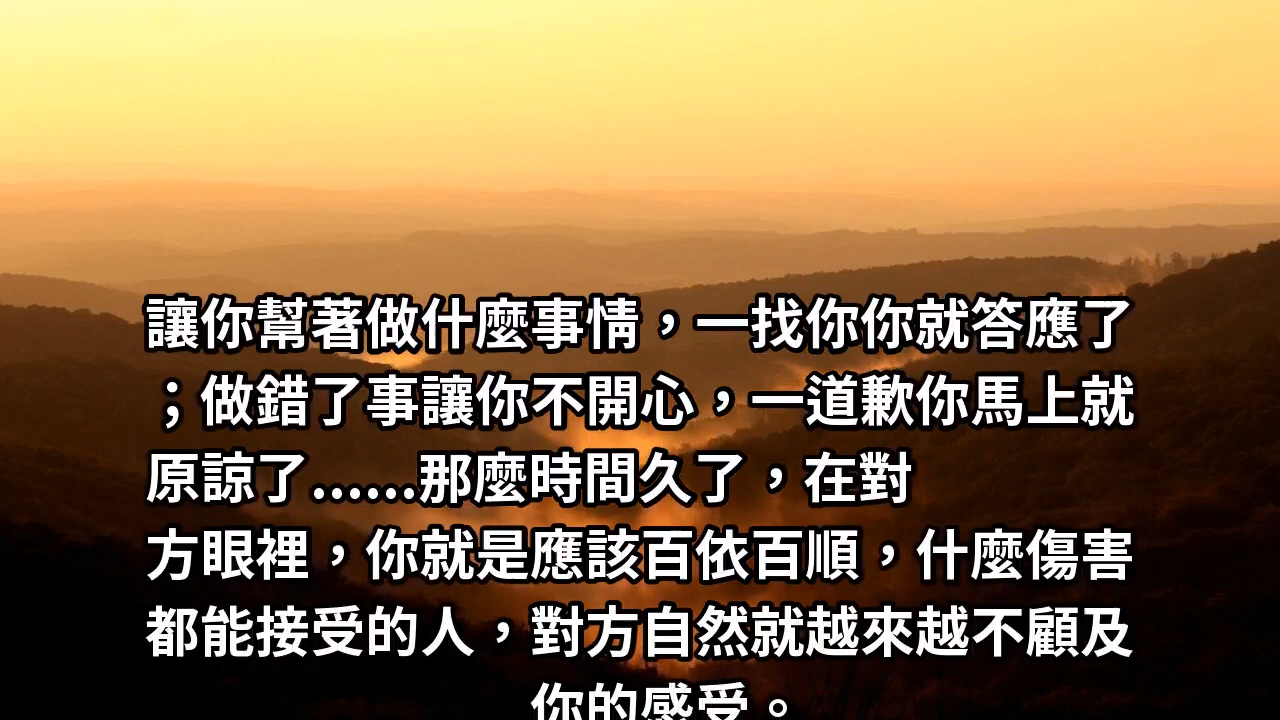 讓你幫著做什麼事情，一找你你就答應了
；做錯了事讓你不開心，一道歉你馬上就
原諒了......那麼時間久了，在對
方眼裡，你就是應該百依百順，什麼傷害
都能接受的人，對方自然就越來越不顧及
你的感受。